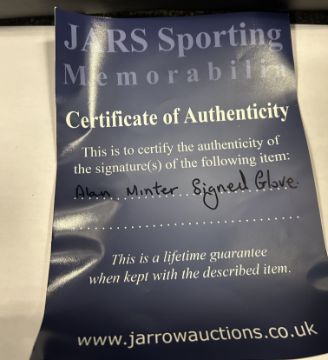 JARS Sporting
Memorabilia
Certificate of Authenticity
This is to certify the authenticity of
the signature(s) of the following item:
Alan Minter Signed Glove.
This is a lifetime guarantee
when kept with the described item.
www.jarrowauctions.co.uk